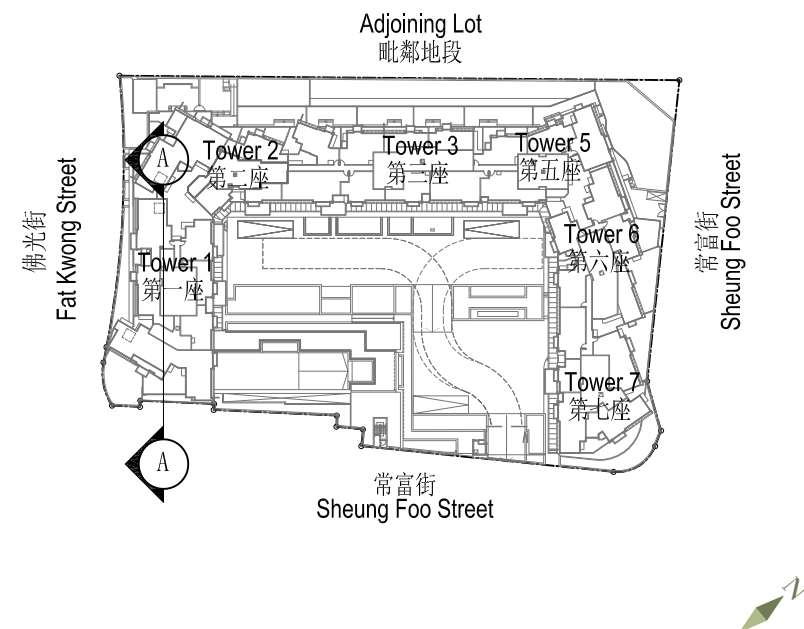 Adjoining Lot
毗鄰地段
A
Tower 2
第二座
Tower 3
第三座
Tower 5
第五座
佛光街
Fat Kwong Street
常富街
Sheung Foo Street
Tower 6
第六座
Tower 1
第一座
Tower 7
第七座
A
常富街
Sheung Foo Street
N